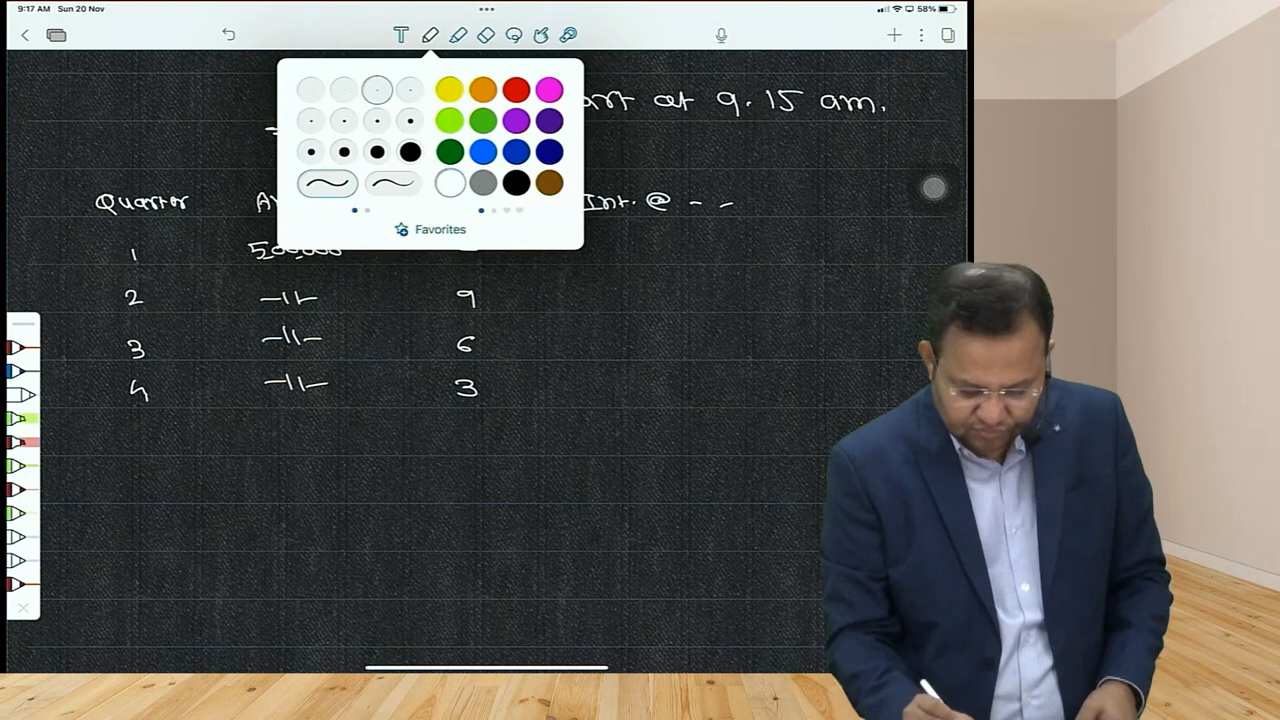 9:17 AM Sun 20 Nov
58%
T
at 9.15 am.
Quarter Int. @ - -
Favorites
1 500,000
2 -11- 9
3 -11- 6
4 -11- 3